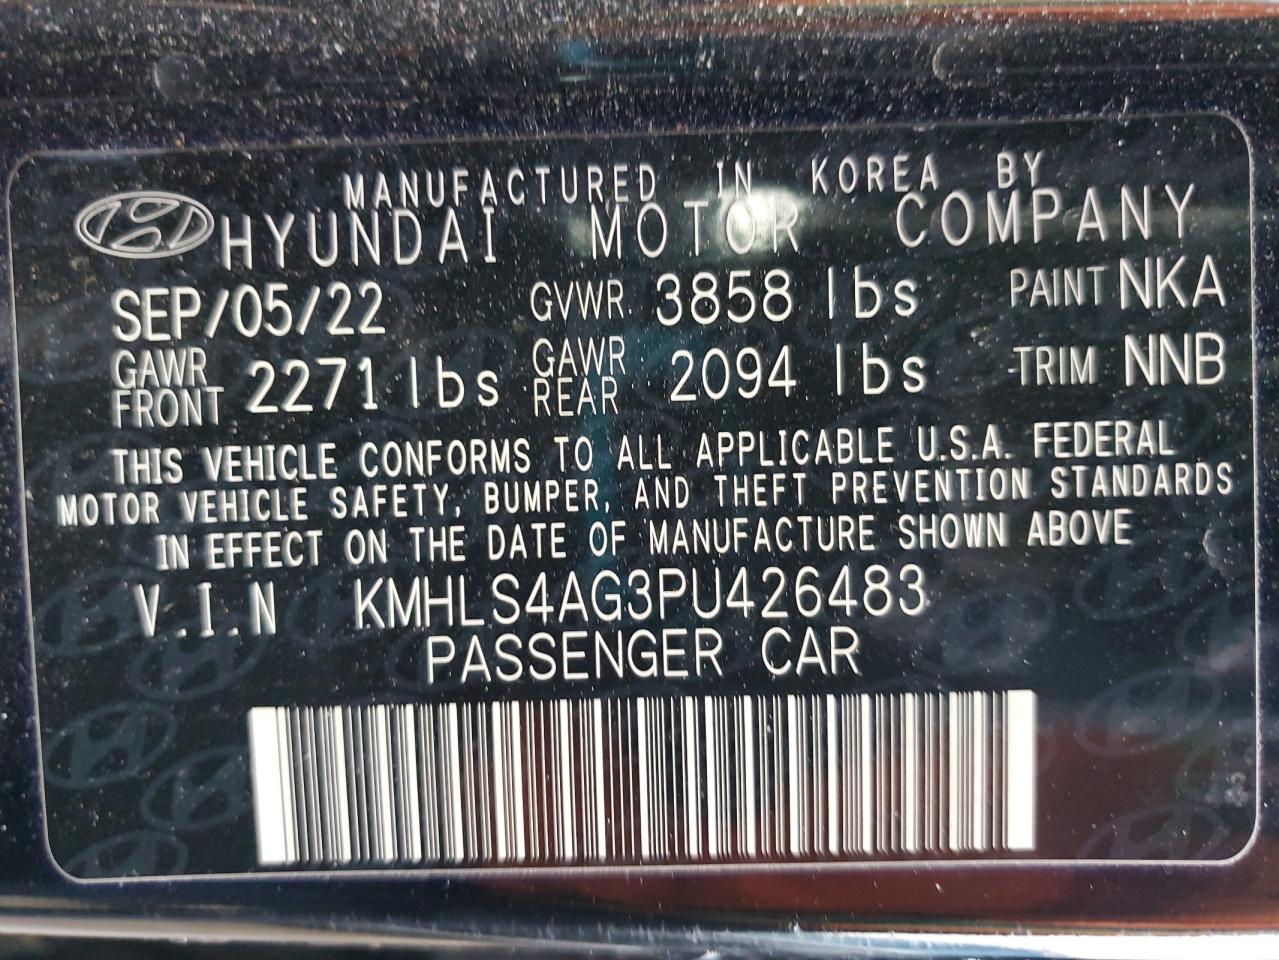 MANUFACTURED IN KOREA BY
HYUNDAI MOTOR COMPANY
SEP/05/22 GVWR 3858 lbs PAINT NKA
GAWR FRONT 2271 lbs GAWR REAR 2094 lbs TRIM NNB
THIS VEHICLE CONFORMS TO ALL APPLICABLE U.S.A. FEDERAL
MOTOR VEHICLE SAFETY, BUMPER, AND THEFT PREVENTION STANDARDS
IN EFFECT ON THE DATE OF MANUFACTURE SHOWN ABOVE
V.I.N KMHLS4AG3PU426483
PASSENGER CAR